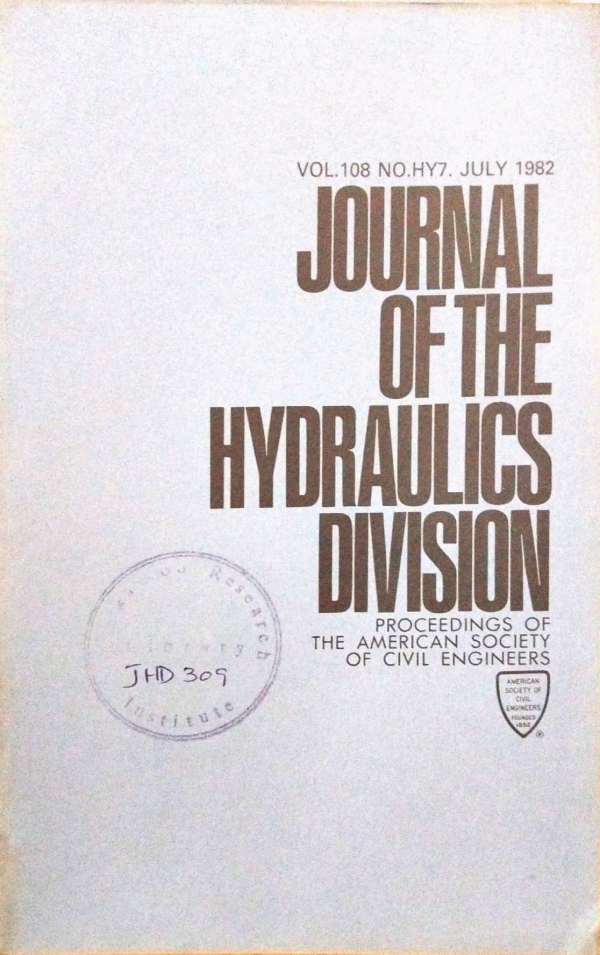 VOL.108 NO.HY7. JULY 1982
JOURNAL
OF THE
HYDRAULICS
DIVISION
PROCEEDINGS OF
THE AMERICAN SOCIETY
OF CIVIL ENGINEERS
AMERICAN
SOCIETY OF
CIVIL
ENGINEERS
FOUNDED
1852
®
Research
Library
JHD 309
Institute